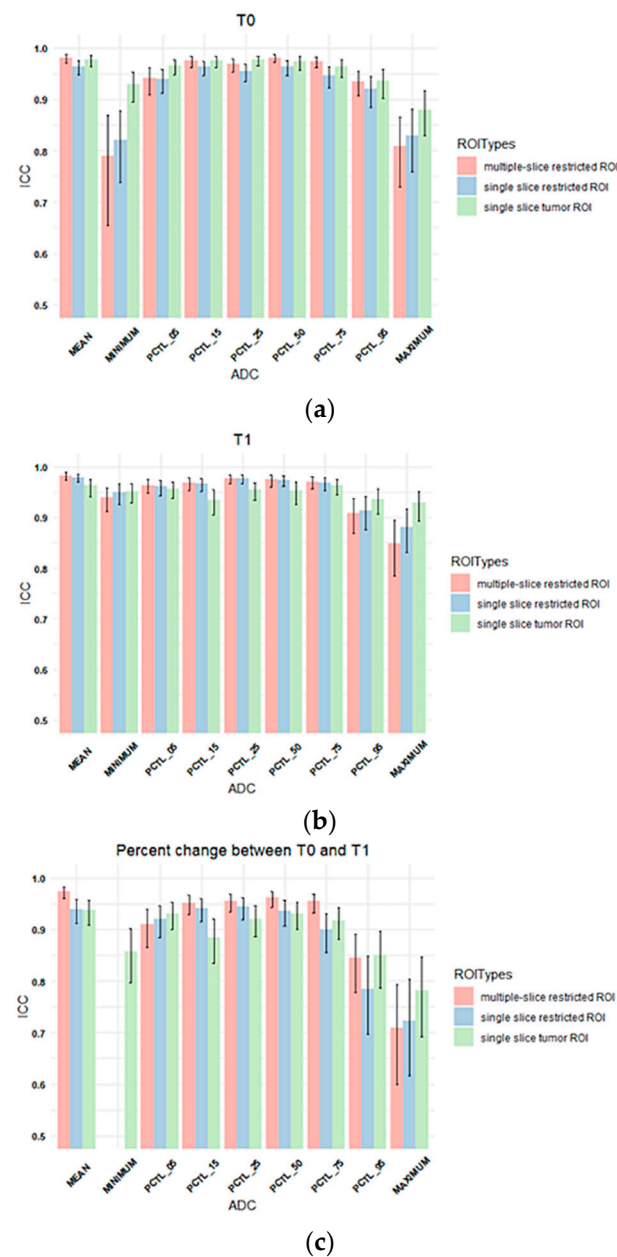 T0
1.0
0.9
0.8
0.7
0.6
0.5
ICC
MEAN
MINIMUM
PCTL_05
PCTL_15
PCTL_25
PCTL_50
PCTL_75
PCTL_95
MAXIMUM
ADC
ROITypes
multiple-slice restricted ROI
single slice restricted ROI
single slice tumor ROI
(a)
T1
1.0
0.9
0.8
0.7
0.6
0.5
ICC
MEAN
MINIMUM
PCTL_05
PCTL_15
PCTL_25
PCTL_50
PCTL_75
PCTL_95
MAXIMUM
ADC
ROITypes
multiple-slice restricted ROI
single slice restricted ROI
single slice tumor ROI
(b)
Percent change between T0 and T1
1.0
0.9
0.8
0.7
0.6
0.5
ICC
MEAN
MINIMUM
PCTL_05
PCTL_15
PCTL_25
PCTL_50
PCTL_75
PCTL_95
MAXIMUM
ADC
ROITypes
multiple-slice restricted ROI
single slice restricted ROI
single slice tumor ROI
(c)